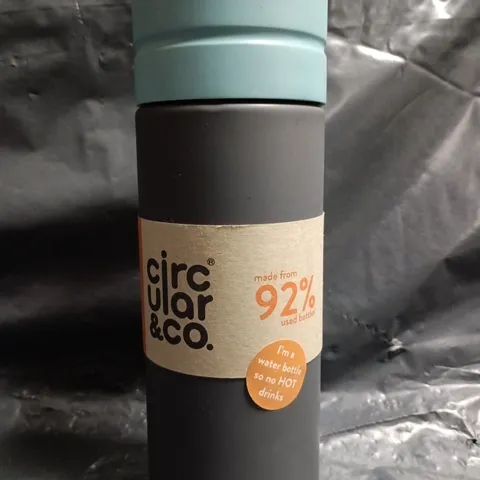 circ®
ular
&co.
made from
92%
used bottles
I'm a
water bottle
so no HOT
drinks